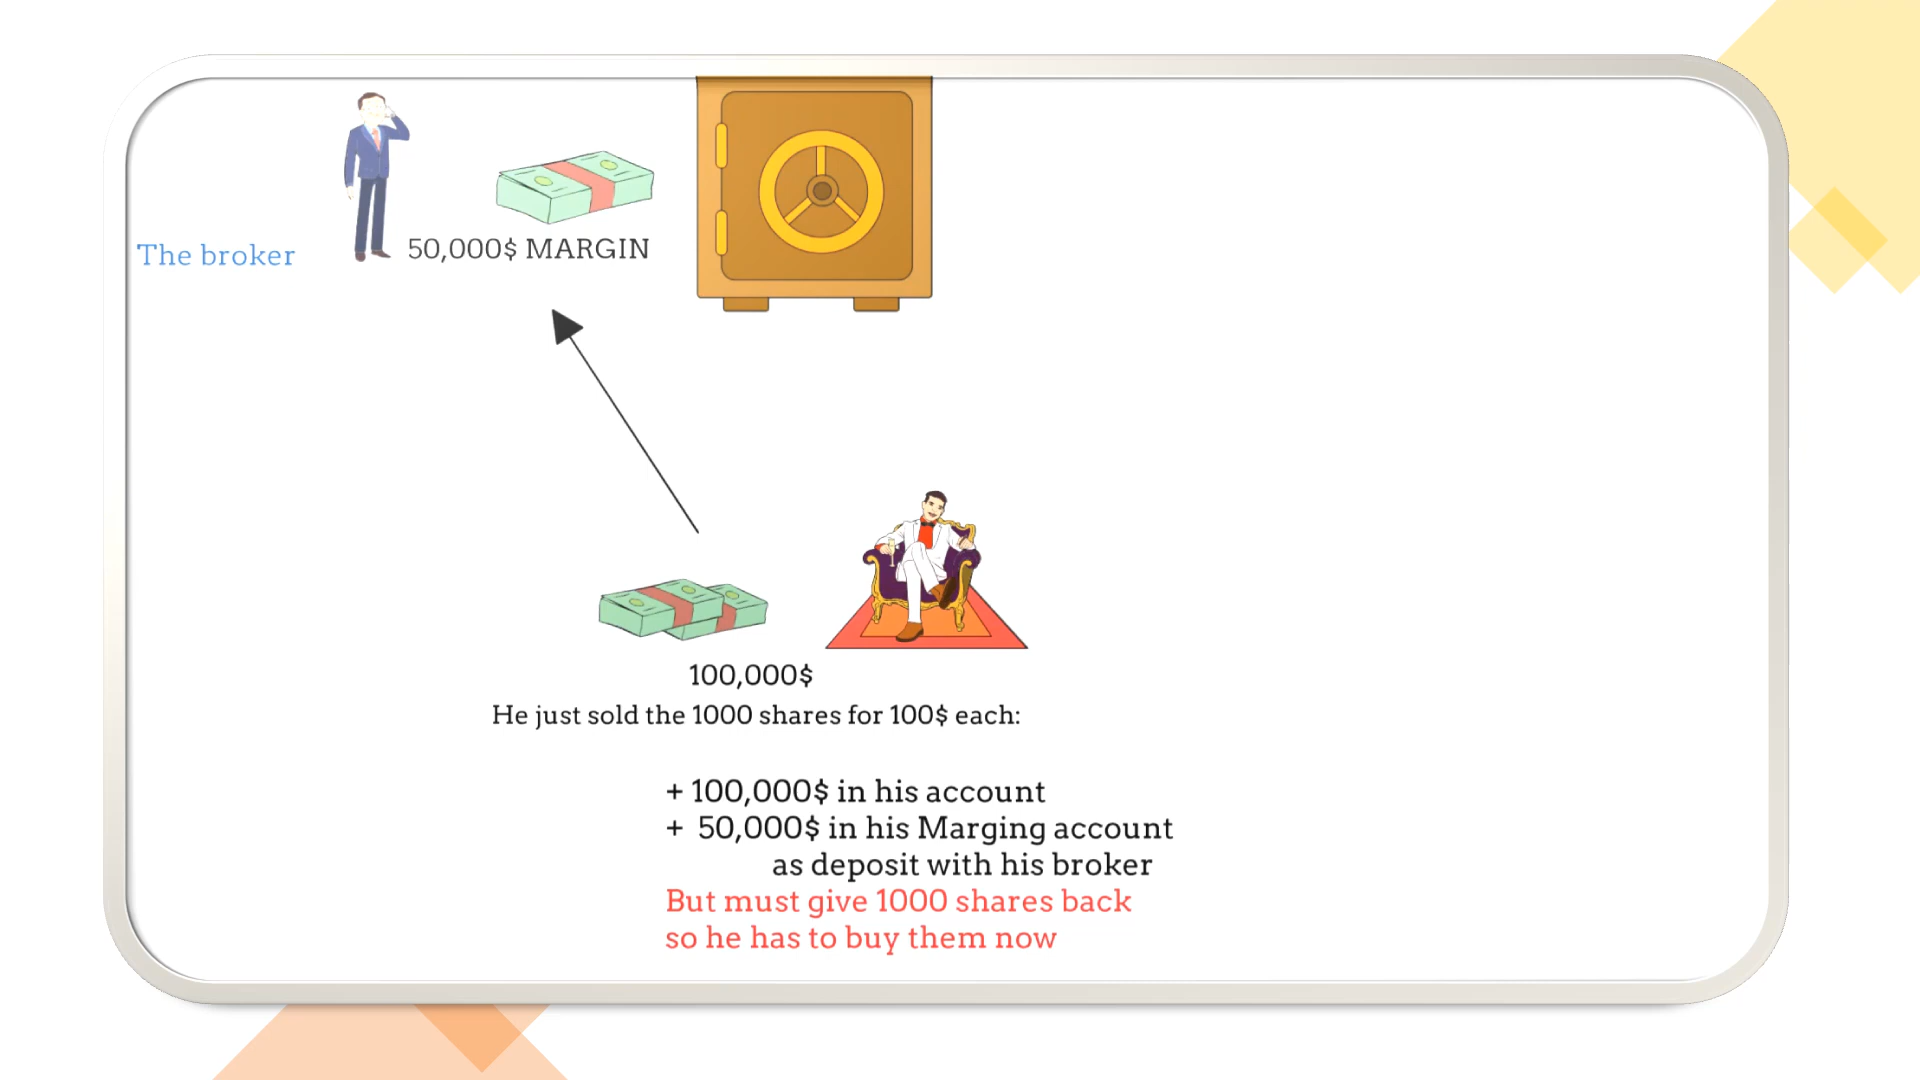 The broker
50,000$ MARGIN
100,000$
He just sold the 1000 shares for 100$ each:
+ 100,000$ in his account
+ 50,000$ in his Marging account
as deposit with his broker
But must give 1000 shares back
so he has to buy them now